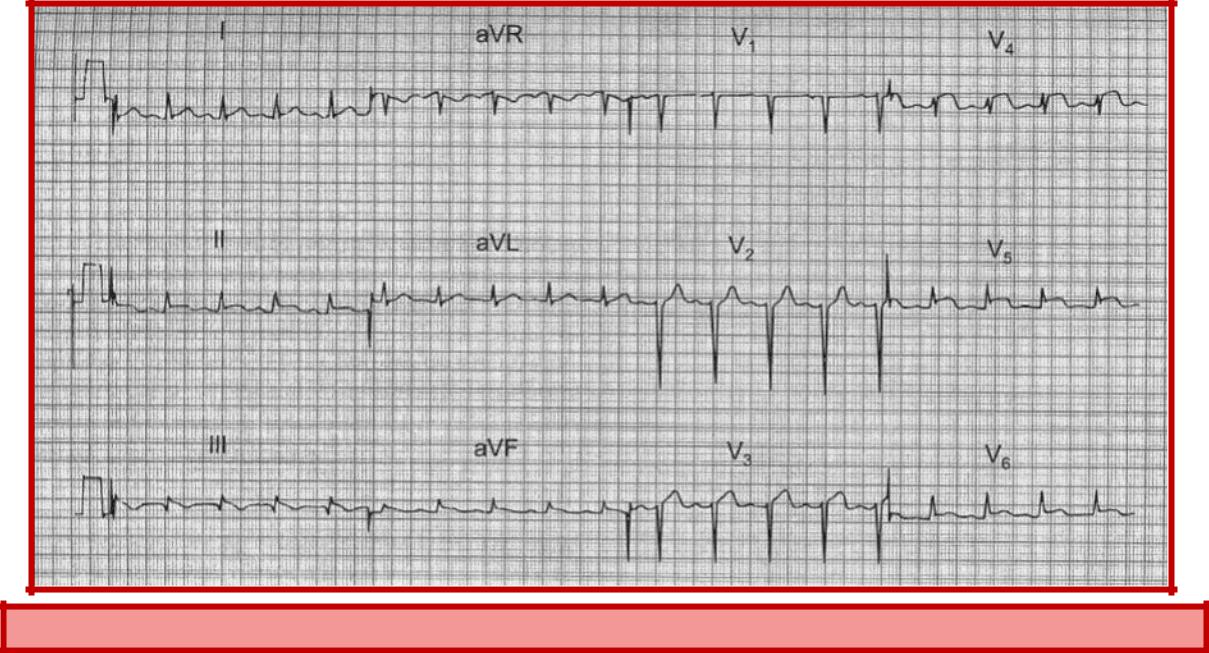 I aVR V₁ V₄
II aVL V₂ V₅
III aVF V₃ V₆